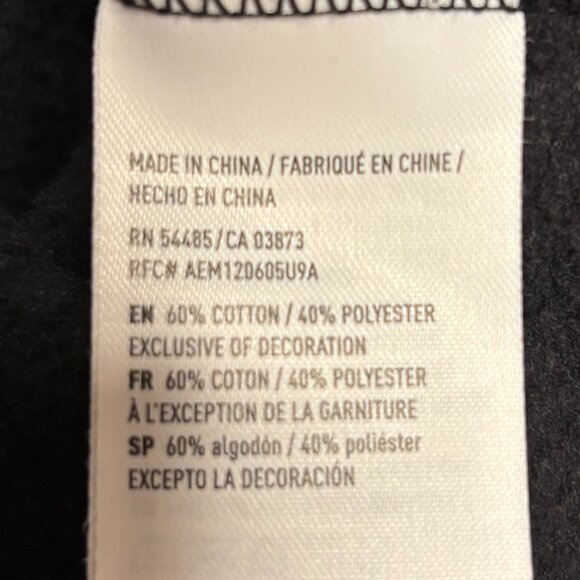 MADE IN CHINA / FABRIQUÉ EN CHINE /
HECHO EN CHINA
RN 54485/CA 03873
RFC# AEM120605U9A
EN 60% COTTON / 40% POLYESTER
EXCLUSIVE OF DECORATION
FR 60% COTON / 40% POLYESTER
À L'EXCEPTION DE LA GARNITURE
SP 60% algodón / 40% poliéster
EXCEPTO LA DECORACIÓN